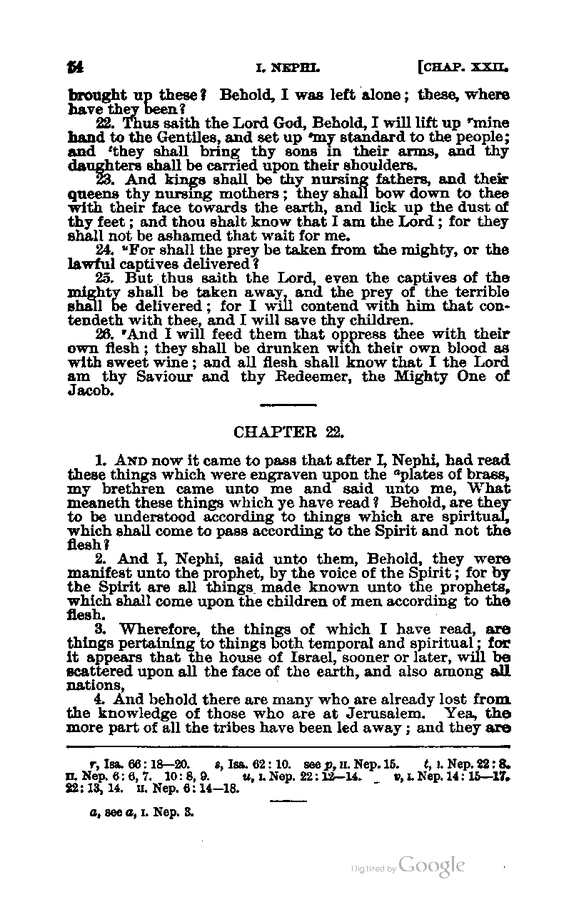 54 I. NEPHI. [CHAP. XXII.
brought up these? Behold, I was left alone; these, where
have they been?
22. Thus saith the Lord God, Behold, I will lift up ʳmine
hand to the Gentiles, and set up ˢmy standard to the people;
and ᵗthey shall bring thy sons in their arms, and thy
daughters shall be carried upon their shoulders.
23. And kings shall be thy nursing fathers, and their
queens thy nursing mothers; they shall bow down to thee
with their face towards the earth, and lick up the dust of
thy feet; and thou shalt know that I am the Lord; for they
shall not be ashamed that wait for me.
24. ᵘFor shall the prey be taken from the mighty, or the
lawful captives delivered?
25. But thus saith the Lord, even the captives of the
mighty shall be taken away, and the prey of the terrible
shall be delivered; for I will contend with him that con-
tendeth with thee, and I will save thy children.
26. ᵛAnd I will feed them that oppress thee with their
own flesh; they shall be drunken with their own blood as
with sweet wine; and all flesh shall know that I the Lord
am thy Saviour and thy Redeemer, the Mighty One of
Jacob.
CHAPTER 22.
1. AND now it came to pass that after I, Nephi, had read
these things which were engraven upon the ᵃplates of brass,
my brethren came unto me and said unto me, What
meaneth these things which ye have read? Behold, are they
to be understood according to things which are spiritual,
which shall come to pass according to the Spirit and not the
flesh?
2. And I, Nephi, said unto them, Behold, they were
manifest unto the prophet, by the voice of the Spirit; for by
the Spirit are all things made known unto the prophets,
which shall come upon the children of men according to the
flesh.
3. Wherefore, the things of which I have read, are
things pertaining to things both temporal and spiritual; for
it appears that the house of Israel, sooner or later, will be
scattered upon all the face of the earth, and also among all
nations,
4. And behold there are many who are already lost from
the knowledge of those who are at Jerusalem. Yea, the
more part of all the tribes have been led away; and they are
r, Isa. 66:18—20. s, Isa. 62:10. see p, II. Nep. 15. t, I. Nep. 22:8.
II. Nep. 6:6, 7. 10:8, 9. u, I. Nep. 22:12—14. v, I. Nep. 14:15—17.
22:13, 14. II. Nep. 6:14—18.
a, see a, I. Nep. 3.
Digitized by Google